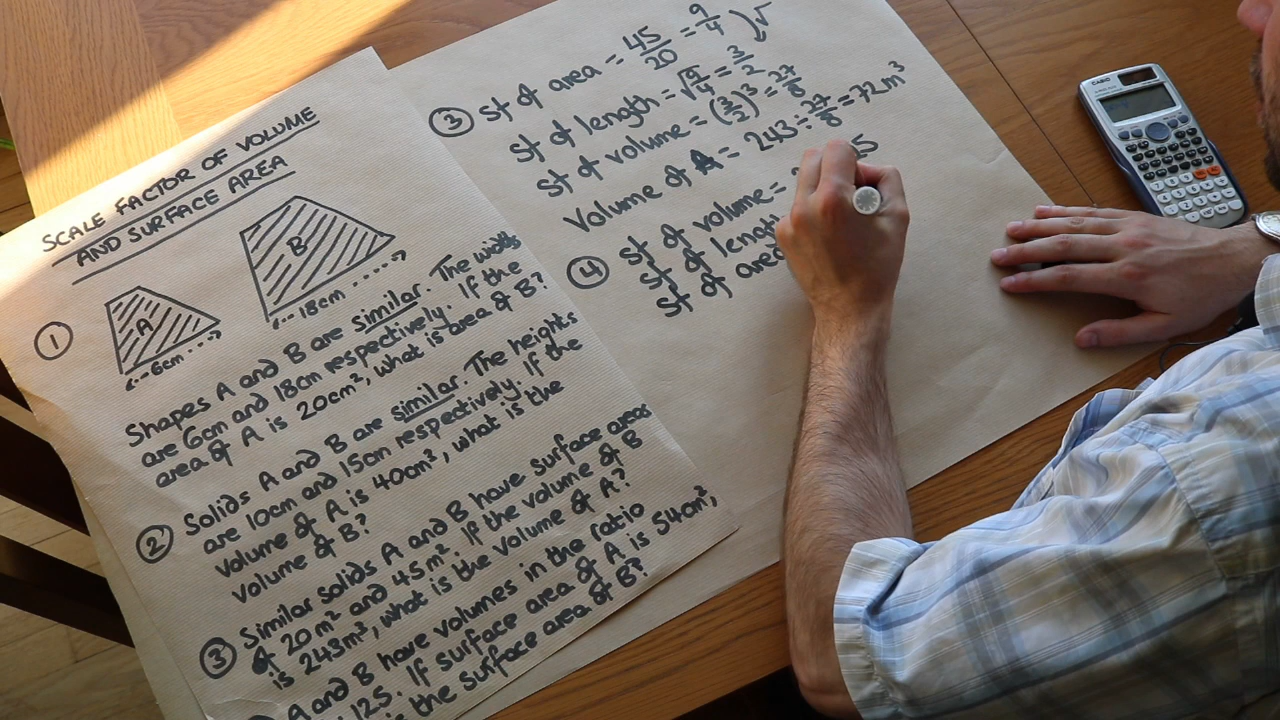 SCALE FACTOR OF VOLUME
AND SURFACE AREA
①
A
6cm
B
18cm
Shapes A and B are similar. The widths
are 6cm and 18cm respectively. If the
area of A is 20cm², what is area of B?
② Solids A and B are similar. The heights
are 10cm and 15cm respectively. If the
volume of A is 40cm³, what is the
volume of B?
③ Similar solids A and B have surface areas
of 20m² and 45m². If the volume of B
is 243m³, what is the volume of A?
A and B have volumes in the ratio
125. If surface area of A is 54cm²,
the surface area of B?
③ sf of area = 45/20 = 9/4 )√
sf of length = √9/4 = 3/2
sf of volume = (3/2)³ = 27/8
Volume of A = 243 ÷ 27/8 = 72m³
④ sf of volume =
sf of length
sf of area
CASIO